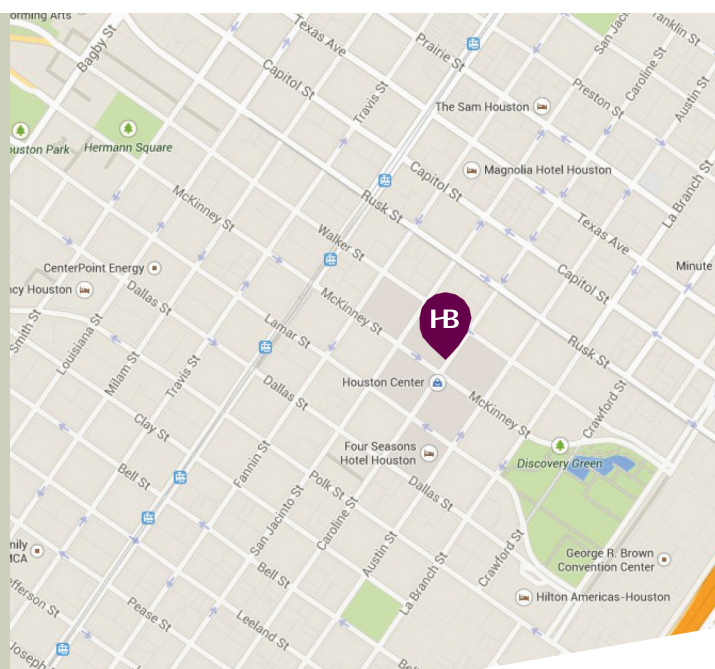 orming Arts
Bagby St
Texas Ave
Prairie St
San Jacin
ranklin St
Capitol St
Travis St
Preston St
Caroline St
Austin St
The Sam Houston
ouston Park
Hermann Square
Magnolia Hotel Houston
Capitol St
Rusk St
La Branch St
McKinney St
Walker St
Texas Ave
CenterPoint Energy
ncy Houston
Capitol St
Minute
Dallas St
McKinney St
HB
Smith St
Louisiana St
Milam St
Travis St
Lamar St
Rusk St
Houston Center
Dallas St
McKinney St
Crawford St
Clay St
Fannin St
Four Seasons
Hotel Houston
Discovery Green
Bell St
Polk St
Dallas St
San Jacinto St
Caroline St
Austin St
Crawford St
mily
MCA
George R. Brown
Convention Center
Bell St
La Branch St
Hilton Americas-Houston
efferson St
Pease St
Leeland St
Joseph
Bell